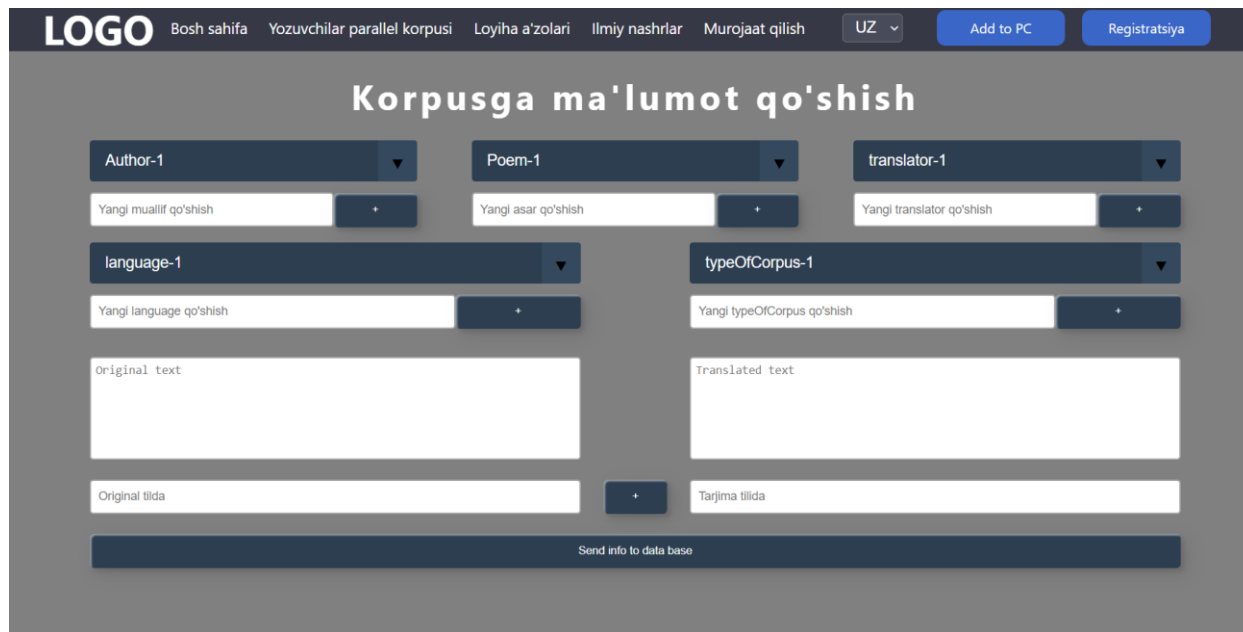 LOGO Bosh sahifa Yozuvchilar parallel korpusi Loyiha a'zolari Ilmiy nashrlar Murojaat qilish UZ Add to PC Registratsiya
Korpusga ma'lumot qo'shish
Author-1 ▼ Poem-1 ▼ translator-1 ▼
Yangi muallif qo'shish + Yangi asar qo'shish + Yangi translator qo'shish +
language-1 ▼ typeOfCorpus-1 ▼
Yangi language qo'shish + Yangi typeOfCorpus qo'shish +
Original text Translated text
Original tilda + Tarjima tilida
Send info to data base